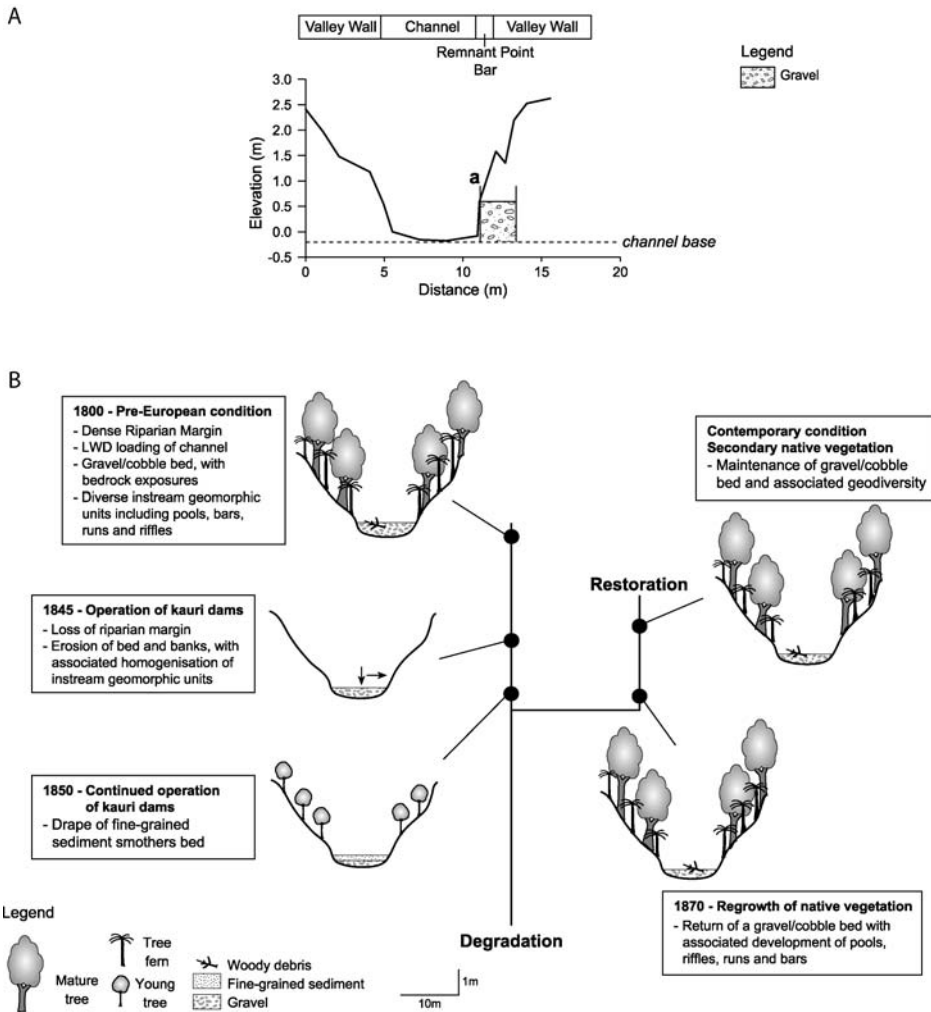 A
Valley Wall
Channel
Valley Wall
Remnant Point
Bar
Legend
Gravel
3.0
2.5
2.0
1.5
1.0
0.5
0.0
-0.5
Elevation (m)
a
channel base
0
5
10
15
20
Distance (m)
B
1800 - Pre-European condition
- Dense Riparian Margin
- LWD loading of channel
- Gravel/cobble bed, with
bedrock exposures
- Diverse instream geomorphic
units including pools, bars,
runs and riffles
1845 - Operation of kauri dams
- Loss of riparian margin
- Erosion of bed and banks, with
associated homogenisation of
instream geomorphic units
1850 - Continued operation
of kauri dams
- Drape of fine-grained
sediment smothers bed
Contemporary condition
Secondary native vegetation
- Maintenance of gravel/cobble
bed and associated geodiversity
Restoration
1870 - Regrowth of native vegetation
- Return of a gravel/cobble bed with
associated development of pools,
riffles, runs and bars
Degradation
Legend
Mature
tree
Tree
fern
Young
tree
Woody debris
Fine-grained sediment
Gravel
1m
10m